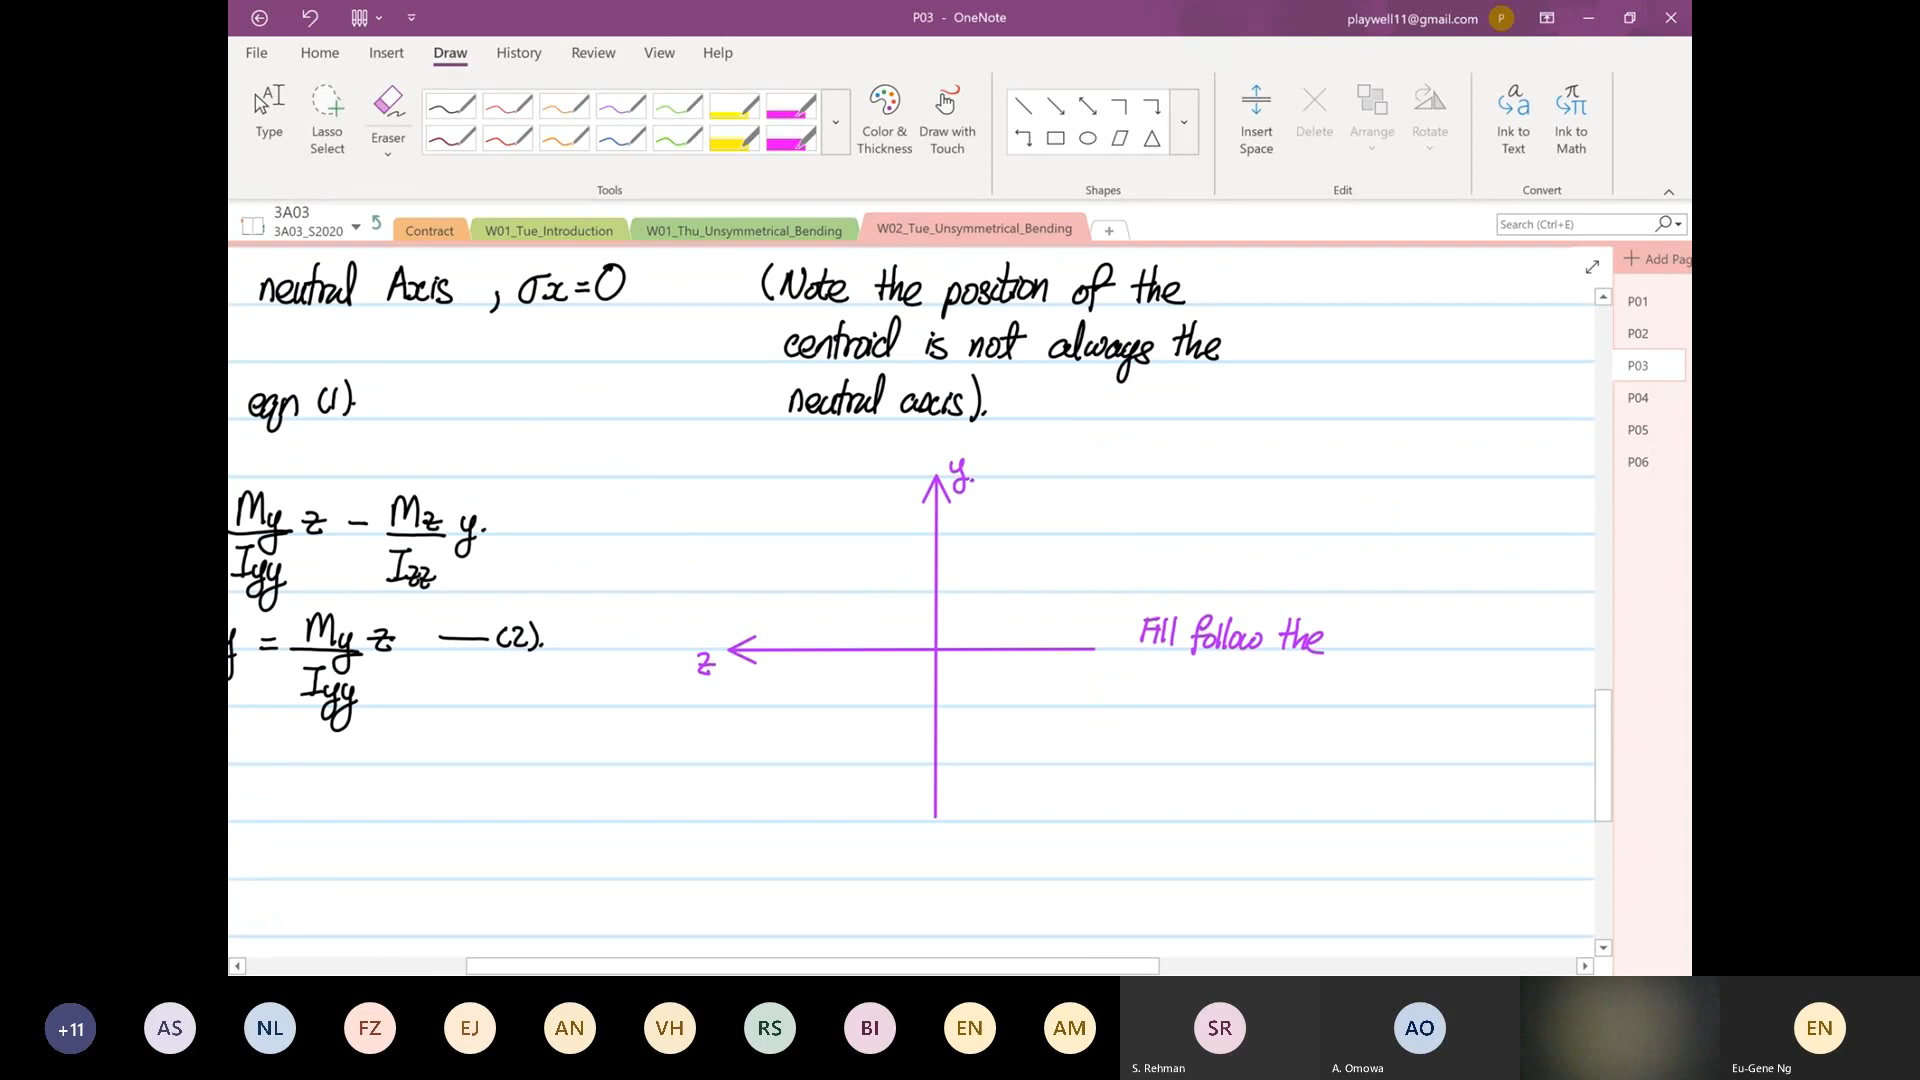 P03 - OneNote
playwell11@gmail.com
P
File Home Insert Draw History Review View Help
Type
Lasso Select
Eraser
Color & Thickness
Draw with Touch
Insert Space
Delete
Arrange
Rotate
Ink to Text
Ink to Math
Tools
Shapes
Edit
Convert
3A03
3A03_S2020
Contract
W01_Tue_Introduction
W01_Thu_Unsymmetrical_Bending
W02_Tue_Unsymmetrical_Bending
+
Search (Ctrl+E)
Add Pag
P01
P02
P03
P04
P05
P06
neutral Axis , σx=0
(Note the position of the
centroid is not always the
neutral axis).
eqn (1).
My/Iyy z - Mz/Izz y.
y = My/Iyy z —(2).
y.
z
Fill follow the
+11
AS
NL
FZ
EJ
AN
VH
RS
BI
EN
AM
SR
S. Rehman
AO
A. Omowa
EN
Eu-Gene Ng